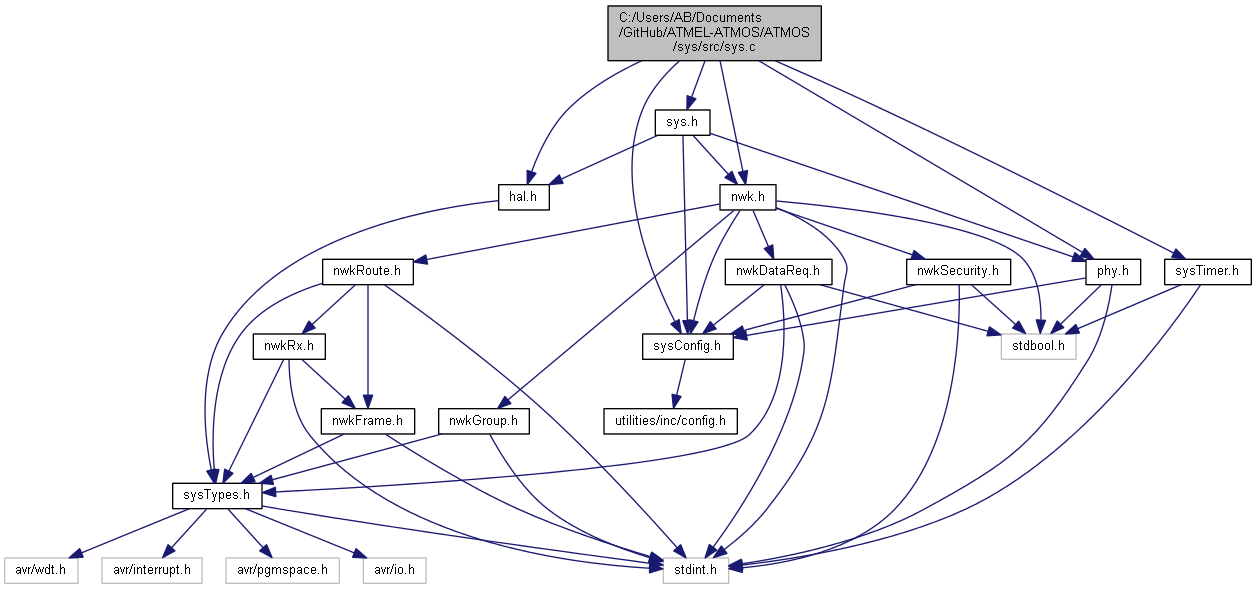 C:/Users/AB/Documents
/GitHub/ATMEL-ATMOS/ATMOS
/sys/src/sys.c
sys.h
hal.h
nwk.h
nwkRoute.h
nwkDataReq.h
nwkSecurity.h
phy.h
sysTimer.h
nwkRx.h
sysConfig.h
stdbool.h
nwkFrame.h
nwkGroup.h
utilities/inc/config.h
sysTypes.h
avr/wdt.h
avr/interrupt.h
avr/pgmspace.h
avr/io.h
stdint.h